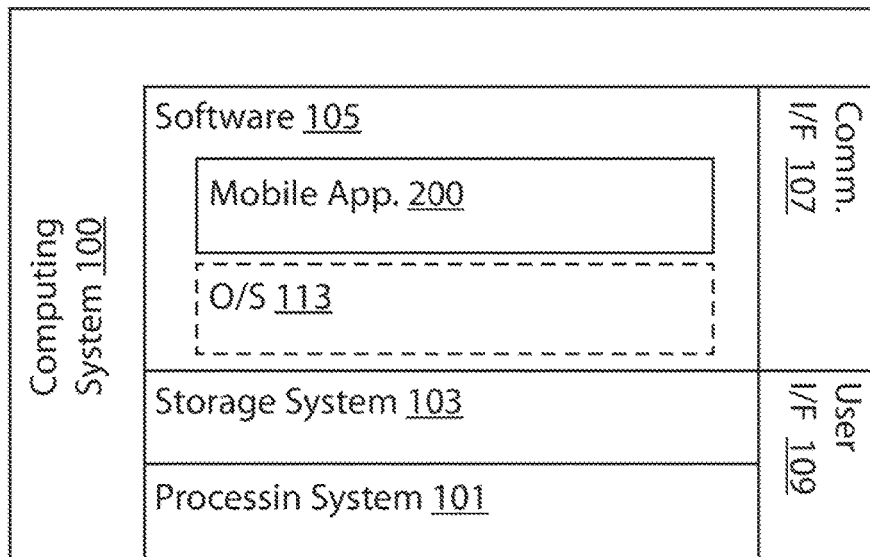 Computing
System 100
Software 105
Mobile App. 200
O/S 113
Storage System 103
Processin System 101
Comm.
I/F 107
User
I/F 109